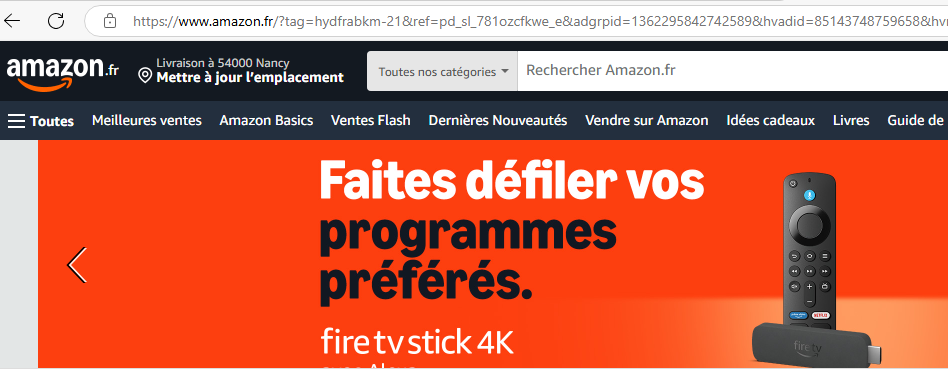 https://www.amazon.fr/?tag=hydfrabkm-21&ref=pd_sl_781ozcfkwe_e&adgrpid=1362295842742589&hvadid=85143748759658&hv
amazon.fr
Livraison à 54000 Nancy
Mettre à jour l’emplacement
Toutes nos catégories
Rechercher Amazon.fr
Toutes
Meilleures ventes
Amazon Basics
Ventes Flash
Dernières Nouveautés
Vendre sur Amazon
Idées cadeaux
Livres
Guide de
Faites défiler vos
programmes
préférés.
fire tv stick 4K
NETFLIX
fire tv